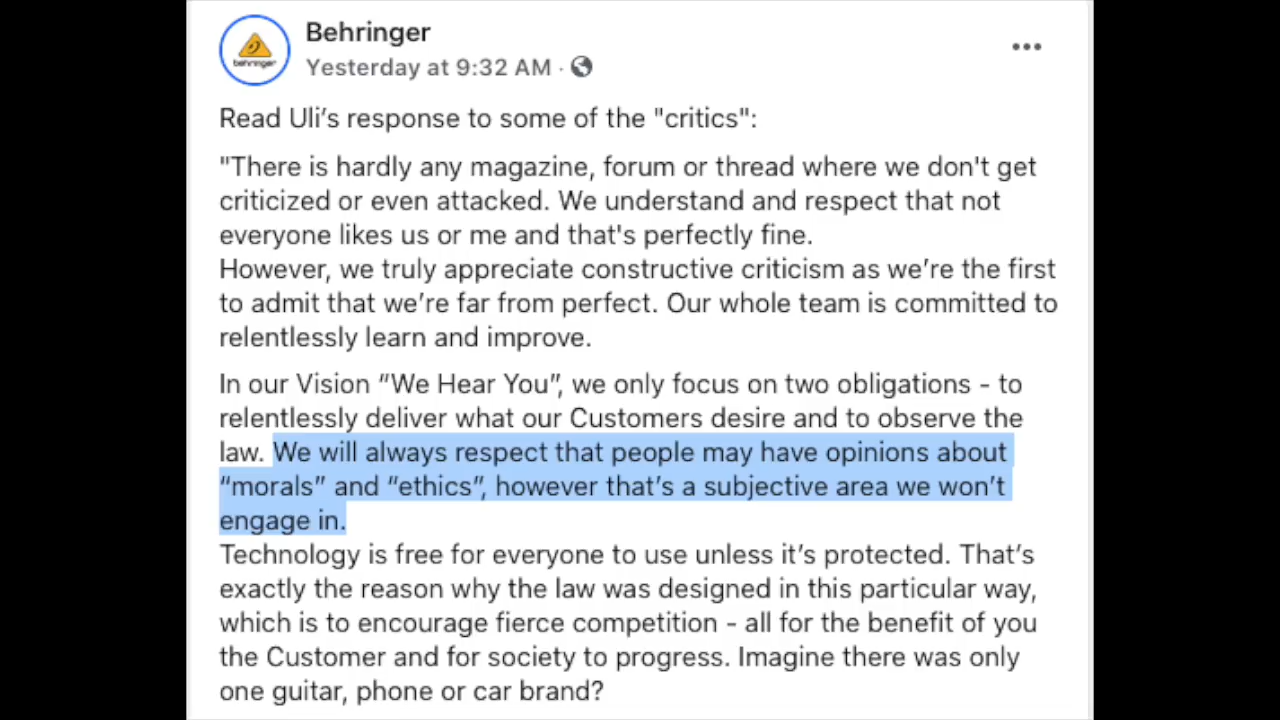 Behringer
behringer
Yesterday at 9:32 AM ·
Read Uli’s response to some of the "critics":
"There is hardly any magazine, forum or thread where we don't get
criticized or even attacked. We understand and respect that not
everyone likes us or me and that's perfectly fine.
However, we truly appreciate constructive criticism as we’re the first
to admit that we’re far from perfect. Our whole team is committed to
relentlessly learn and improve.
In our Vision “We Hear You”, we only focus on two obligations - to
relentlessly deliver what our Customers desire and to observe the
law. We will always respect that people may have opinions about
“morals” and “ethics”, however that’s a subjective area we won’t
engage in.
Technology is free for everyone to use unless it’s protected. That’s
exactly the reason why the law was designed in this particular way,
which is to encourage fierce competition - all for the benefit of you
the Customer and for society to progress. Imagine there was only
one guitar, phone or car brand?